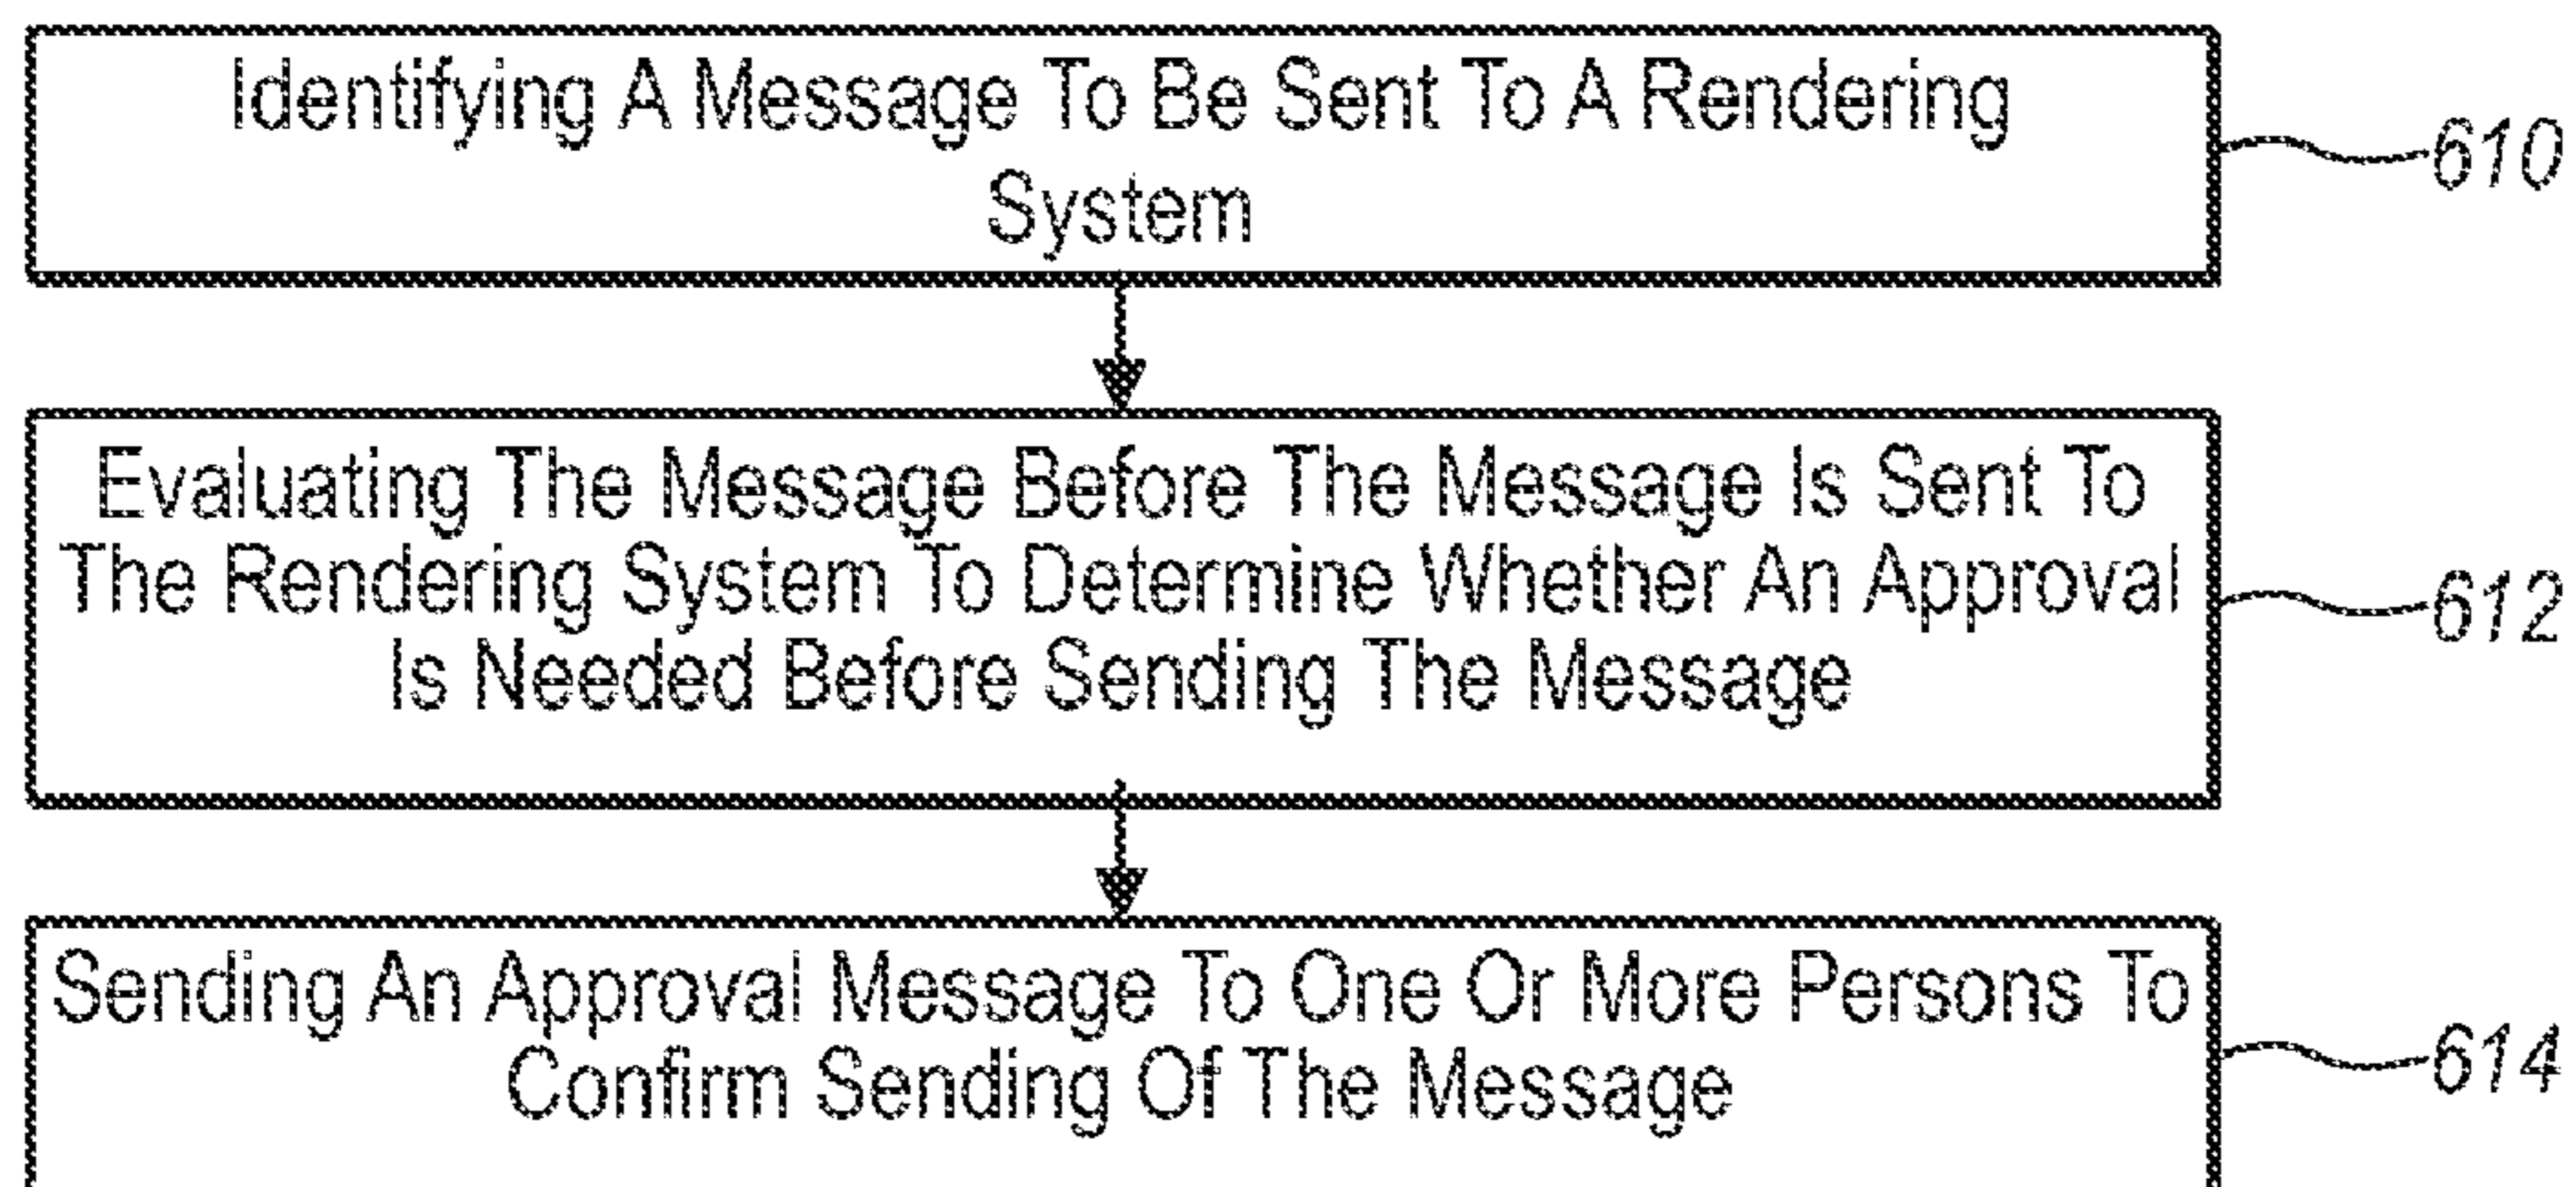 Identifying A Message To Be Sent To A Rendering
System
610
Evaluating The Message Before The Message Is Sent To
The Rendering System To Determine Whether An Approval
Is Needed Before Sending The Message
612
Sending An Approval Message To One Or More Persons To
Confirm Sending Of The Message
614